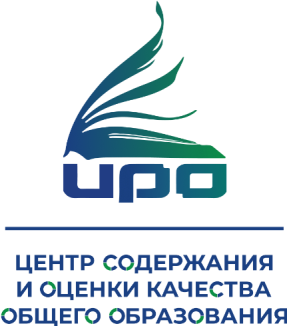 ИРО
ЦЕНТР СОДЕРЖАНИЯ
И ОЦЕНКИ КАЧЕСТВА
ОБЩЕГО ОБРАЗОВАНИЯ